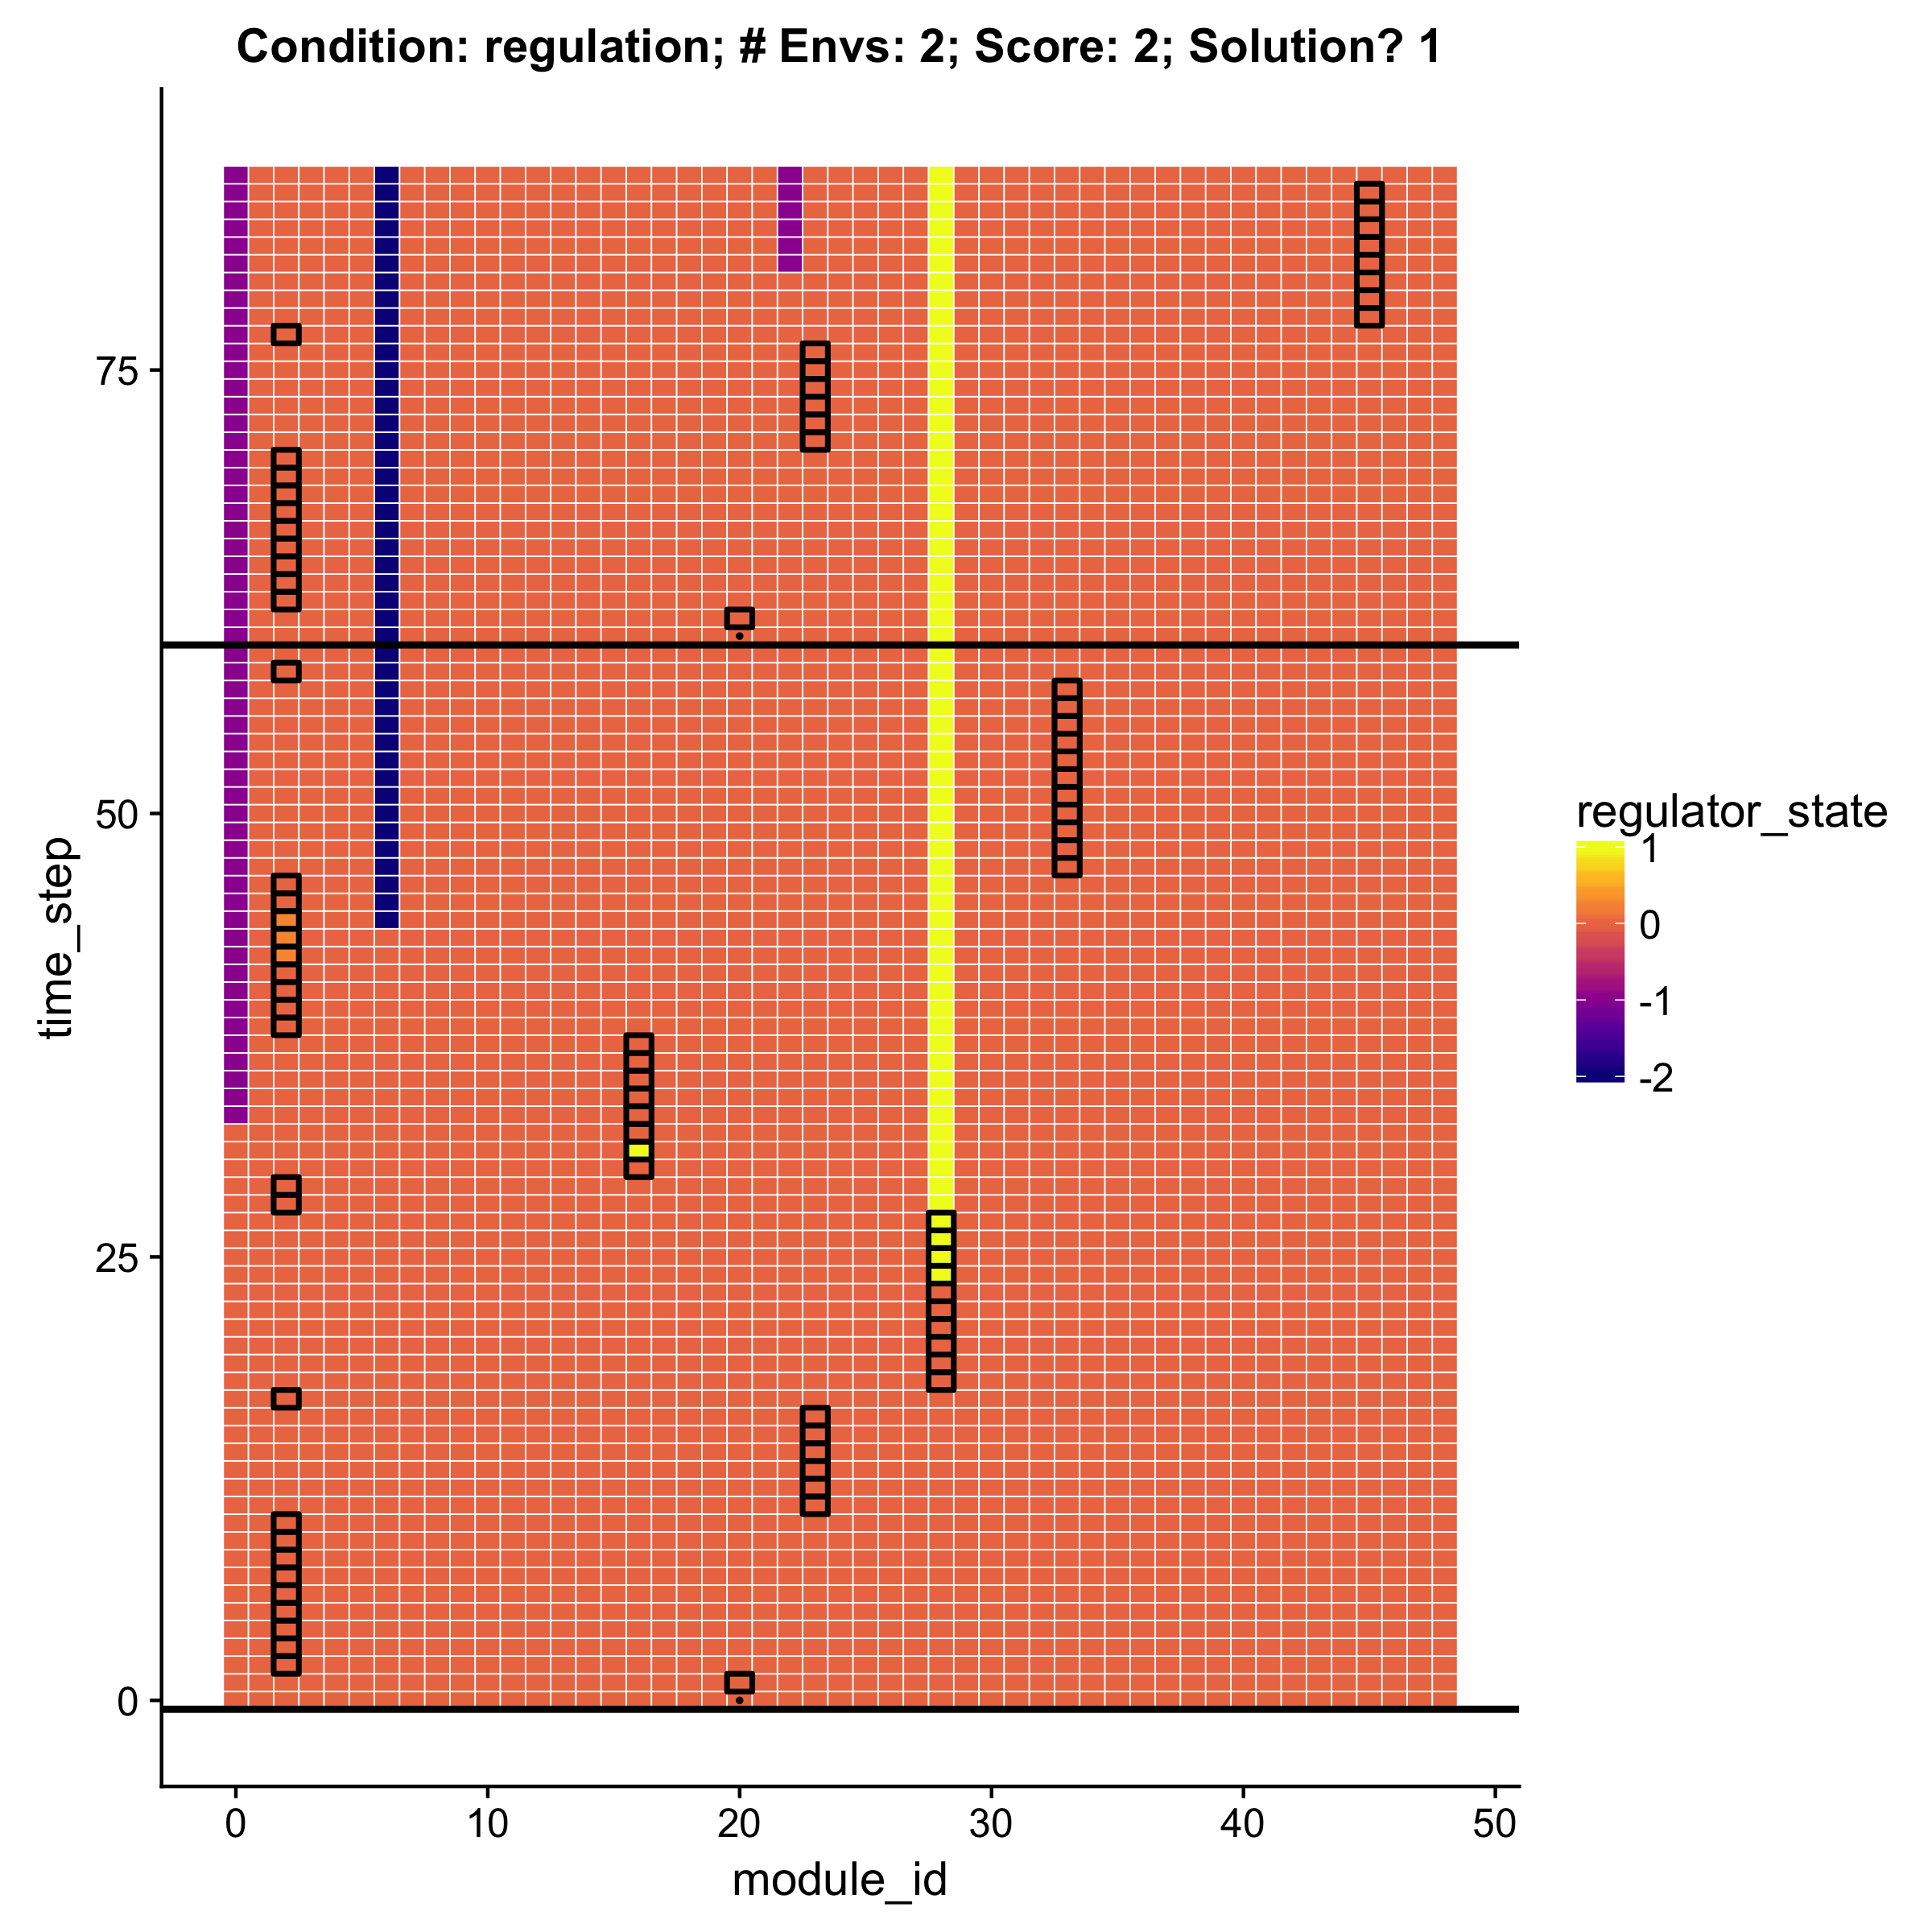 Condition: regulation; # Envs: 2; Score: 2; Solution? 1
75
50
25
0
time_step
0 10 20 30 40 50
module_id
regulator_state
1
0
-1
-2